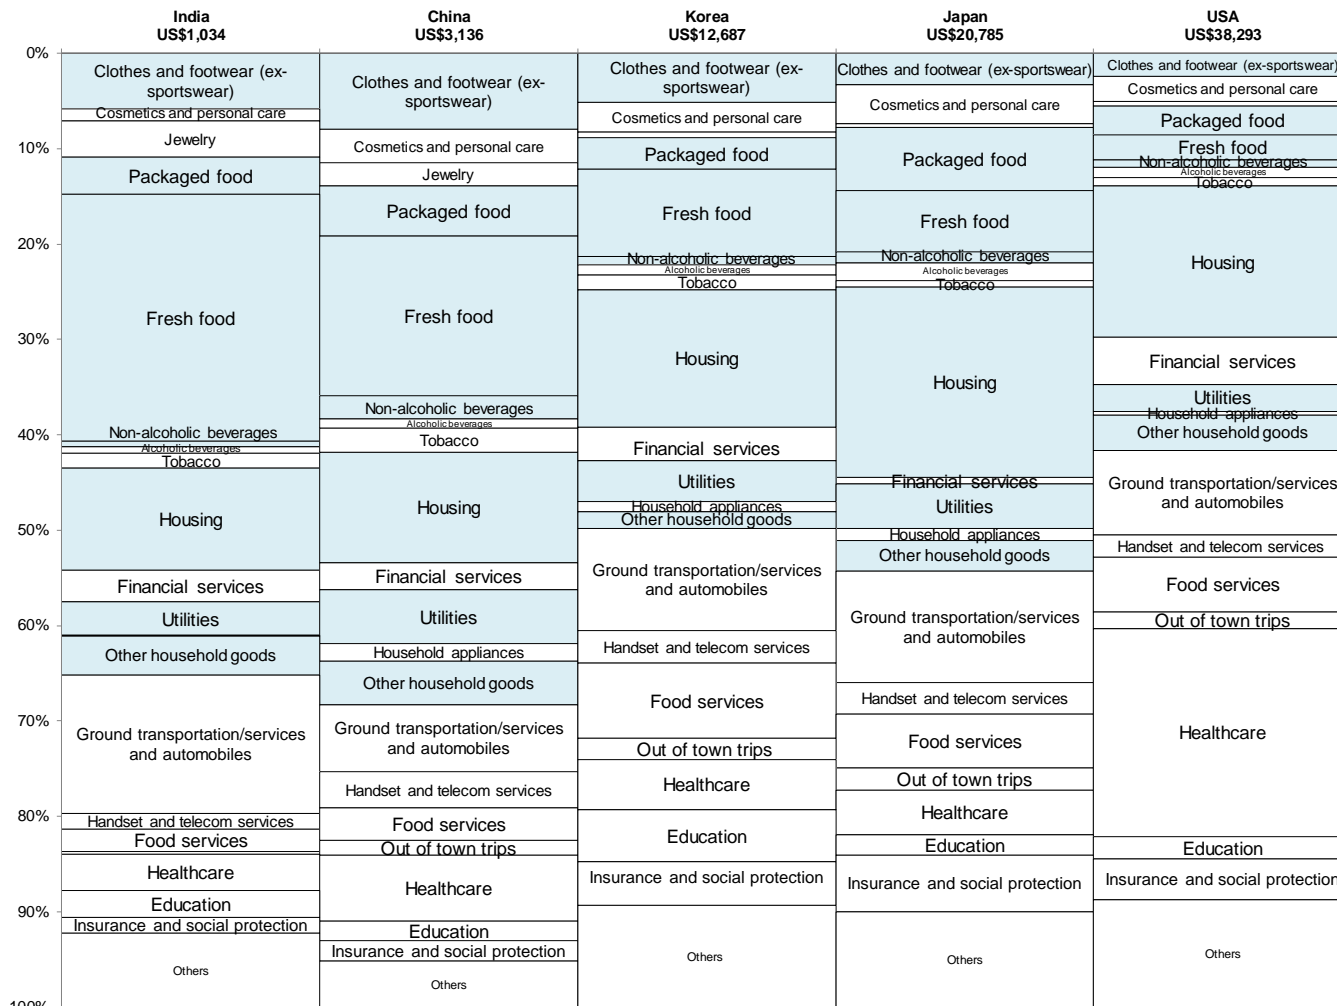 India
US$1,034
China
US$3,136
Korea
US$12,687
Japan
US$20,785
USA
US$38,293
0%
10%
20%
30%
40%
50%
60%
70%
80%
90%
100%
Clothes and footwear (ex-
sportswear)
Cosmetics and personal care
Jewelry
Packaged food
Fresh food
Non-alcoholic beverages
Alcoholic beverages
Tobacco
Housing
Financial services
Utilities
Other household goods
Ground transportation/services
and automobiles
Handset and telecom services
Food services
Healthcare
Education
Insurance and social protection
Others
Clothes and footwear (ex-
sportswear)
Cosmetics and personal care
Jewelry
Packaged food
Fresh food
Non-alcoholic beverages
Alcoholic beverages
Tobacco
Housing
Financial services
Utilities
Household appliances
Other household goods
Ground transportation/services
and automobiles
Handset and telecom services
Food services
Out of town trips
Healthcare
Education
Insurance and social protection
Others
Clothes and footwear (ex-
sportswear)
Cosmetics and personal care
Packaged food
Fresh food
Non-alcoholic beverages
Alcoholic beverages
Tobacco
Housing
Financial services
Utilities
Household appliances
Other household goods
Ground transportation/services
and automobiles
Handset and telecom services
Food services
Out of town trips
Healthcare
Education
Insurance and social protection
Others
Clothes and footwear (ex-sportswear)
Cosmetics and personal care
Packaged food
Fresh food
Non-alcoholic beverages
Alcoholic beverages
Tobacco
Housing
Financial services
Utilities
Household appliances
Other household goods
Ground transportation/services
and automobiles
Handset and telecom services
Food services
Out of town trips
Healthcare
Education
Insurance and social protection
Others
Clothes and footwear (ex-sportswear)
Cosmetics and personal care
Packaged food
Fresh food
Non-alcoholic beverages
Alcoholic beverages
Tobacco
Housing
Financial services
Utilities
Household appliances
Other household goods
Ground transportation/services
and automobiles
Handset and telecom services
Food services
Out of town trips
Healthcare
Education
Insurance and social protection
Others